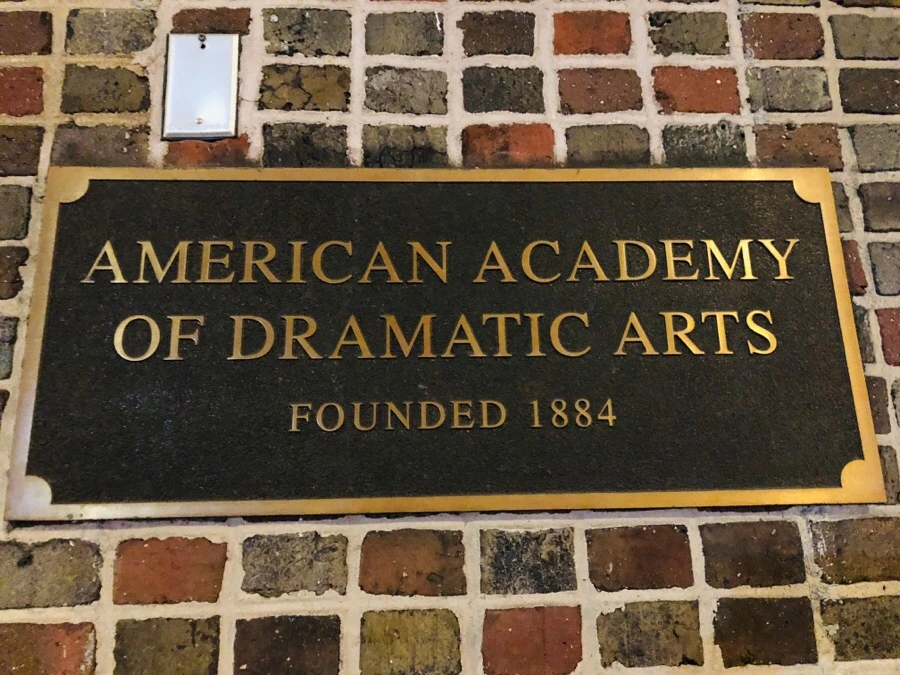 AMERICAN ACADEMY
OF DRAMATIC ARTS
FOUNDED 1884